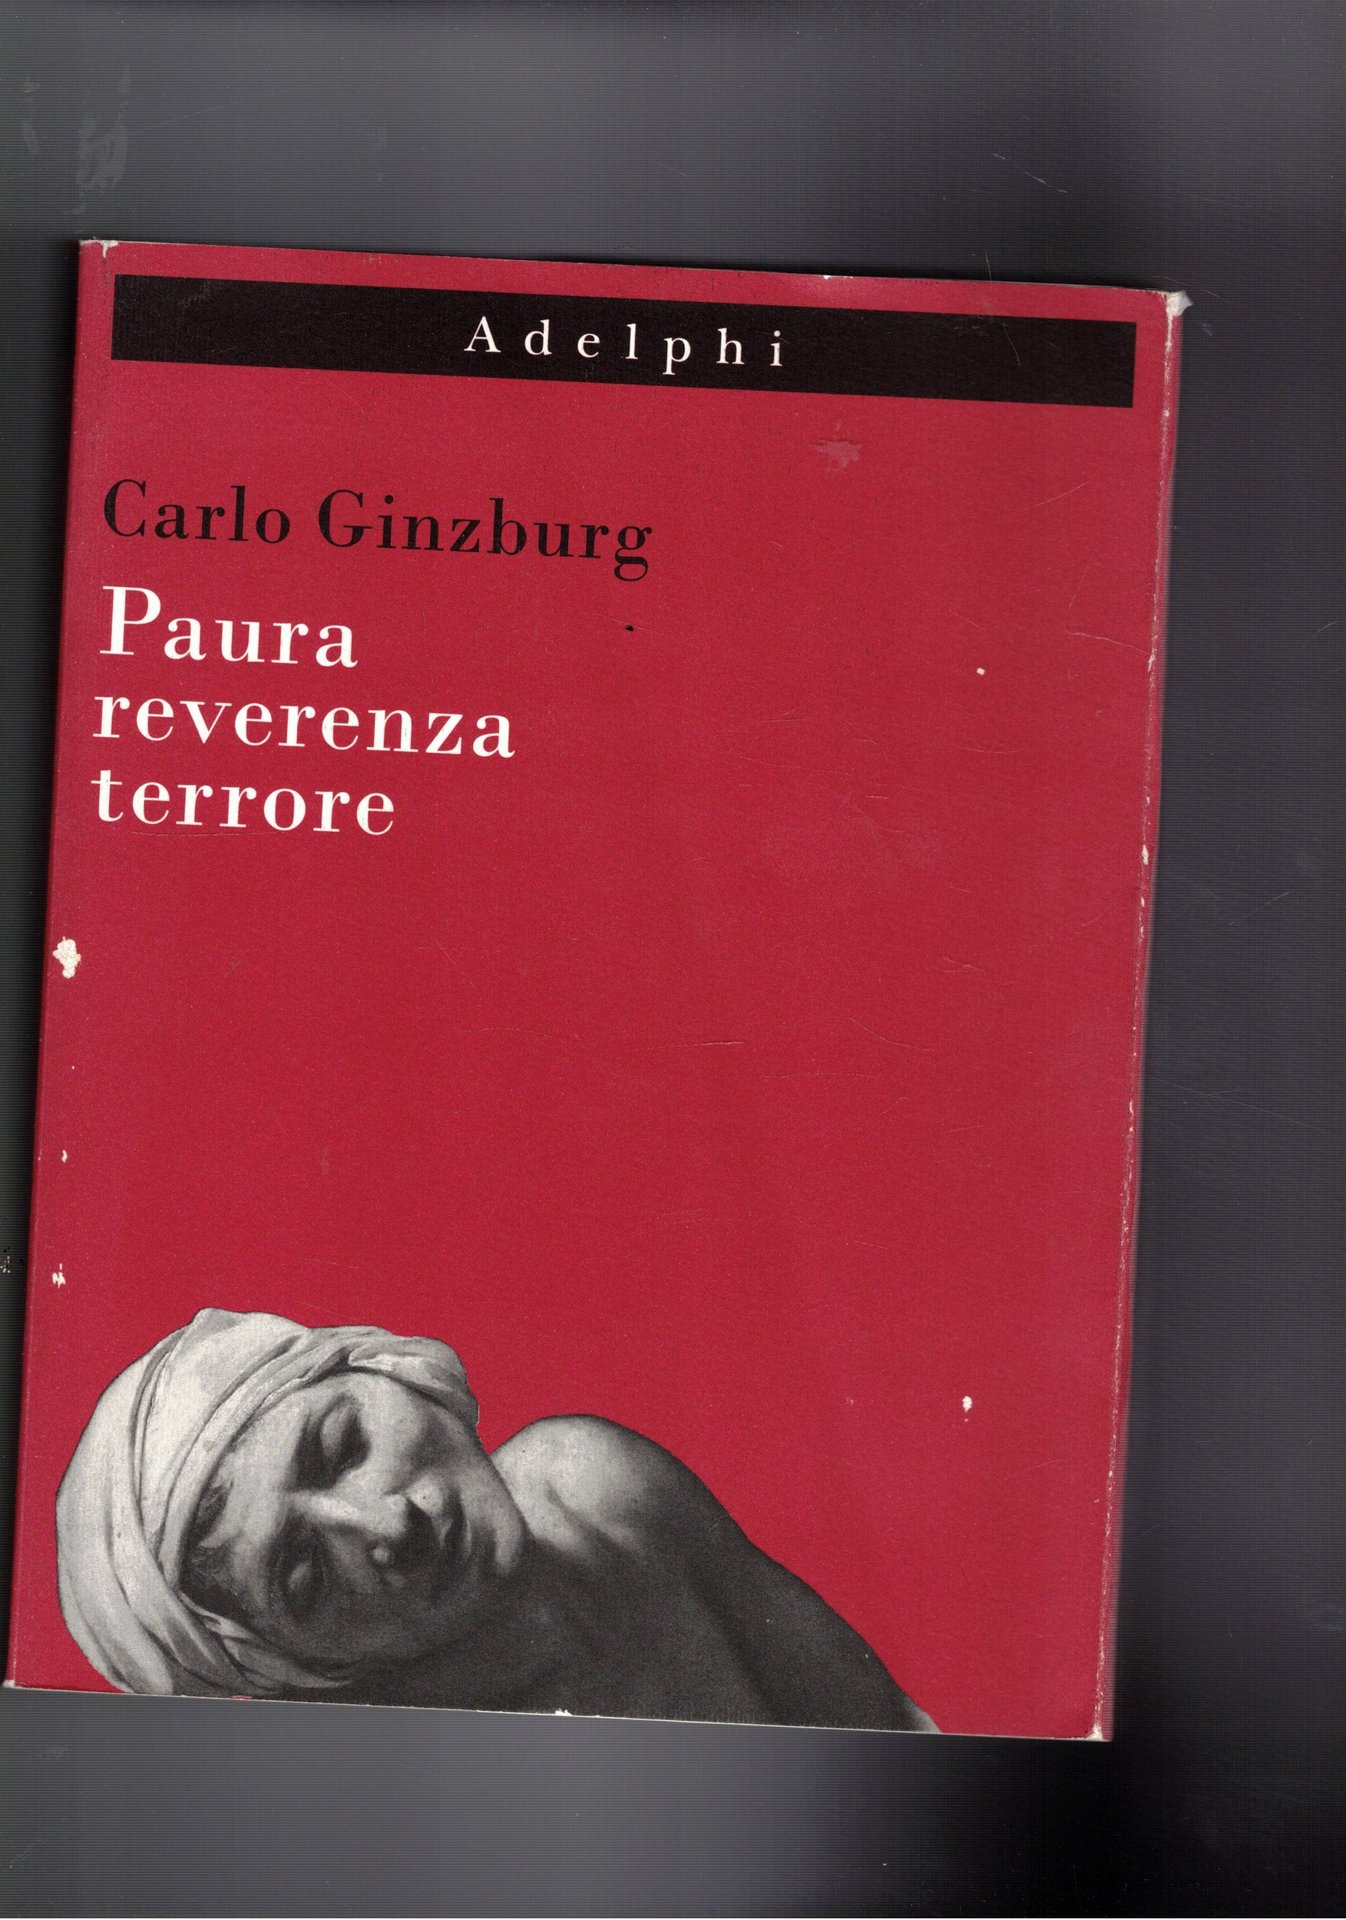 Adelphi
Carlo Ginzburg
Paura
reverenza
terrore